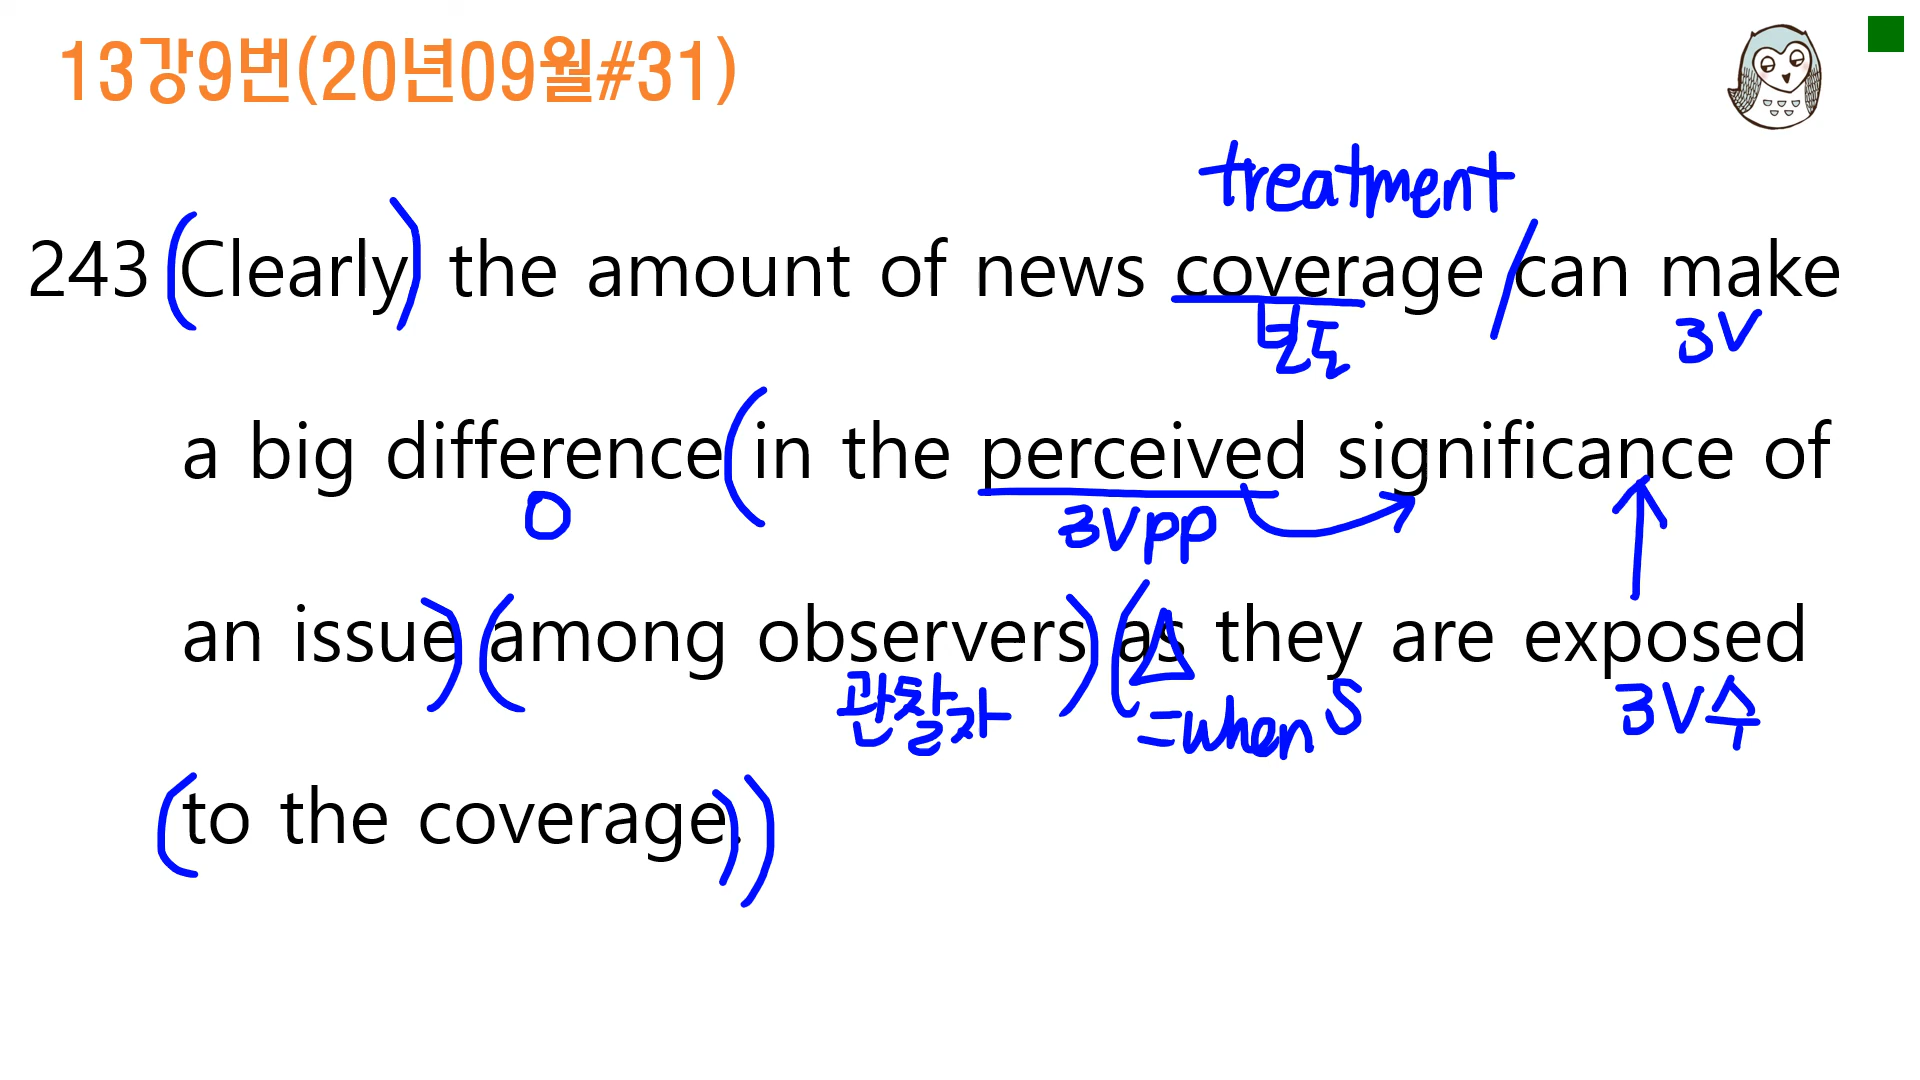 13강9번(20년09월#31)
treatment
243 (Clearly) the amount of news coverage / can make
보도 3V
a big difference (in the perceived significance of
O 3Vpp
an issue) (among observers) (as they are exposed
관찰자 =when S 3V수
(to the coverage.))